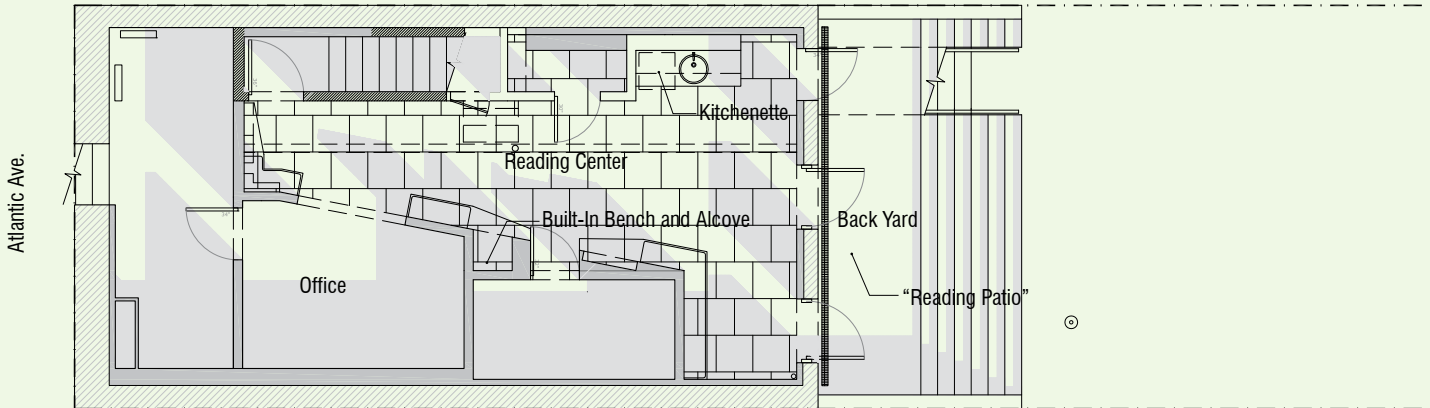 Atlantic Ave.
Kitchenette
Reading Center
Built-In Bench and Alcove
Back Yard
Office
“Reading Patio”